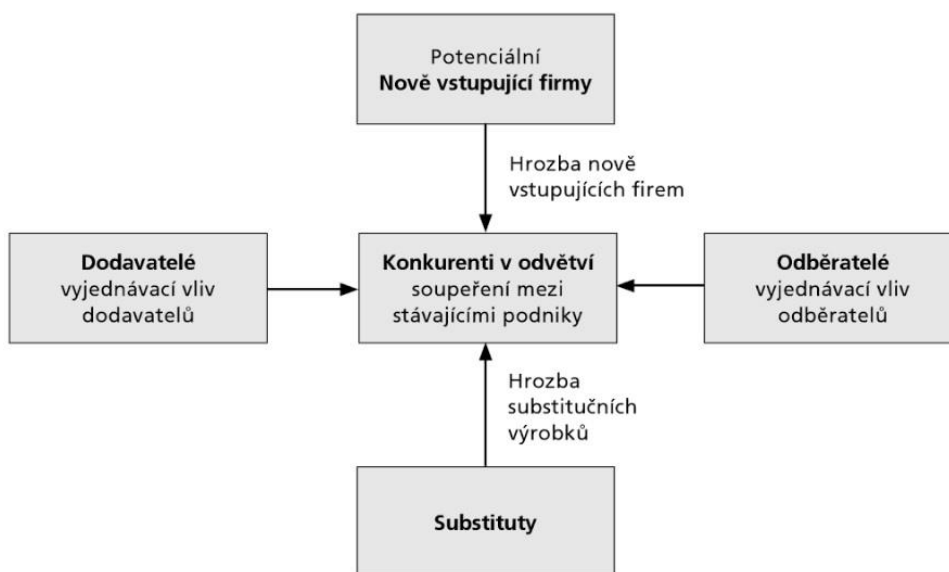 Potenciální
Nově vstupující firmy
Hrozba nově
vstupujících firem
Dodavatelé
vyjednávací vliv
dodavatelů
Konkurenti v odvětví
soupeření mezi
stávajícími podniky
Odběratelé
vyjednávací vliv
odběratelů
Hrozba
substitučních
výrobků
Substituty